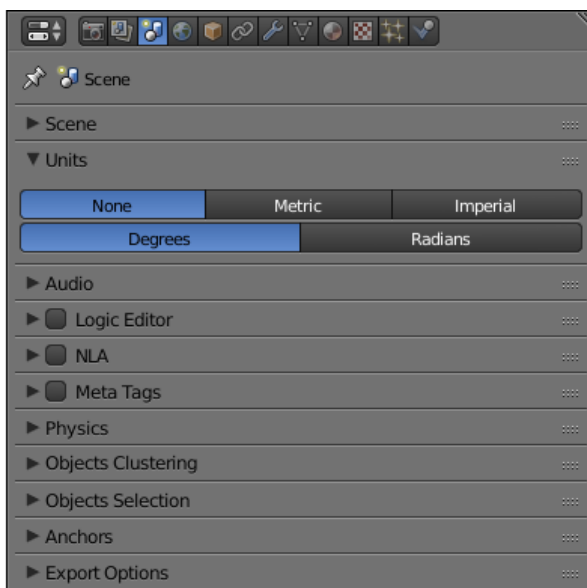 Scene
Scene
Units
None Metric Imperial
Degrees Radians
Audio
Logic Editor
NLA
Meta Tags
Physics
Objects Clustering
Objects Selection
Anchors
Export Options